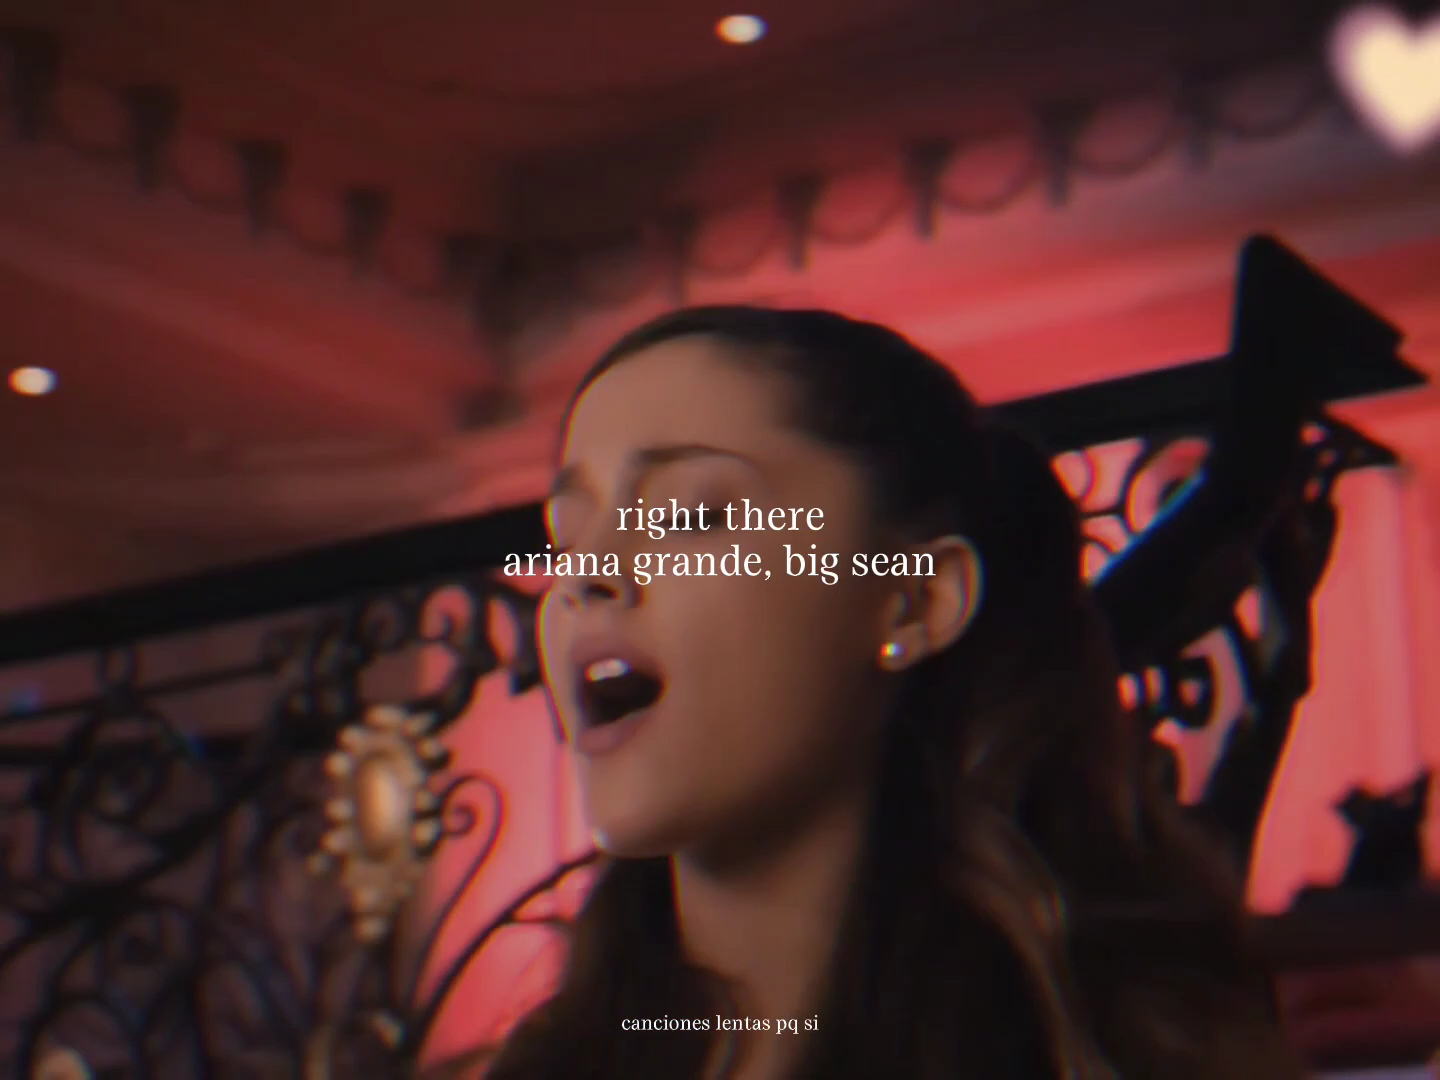 right there
ariana grande, big sean
canciones lentas pq si